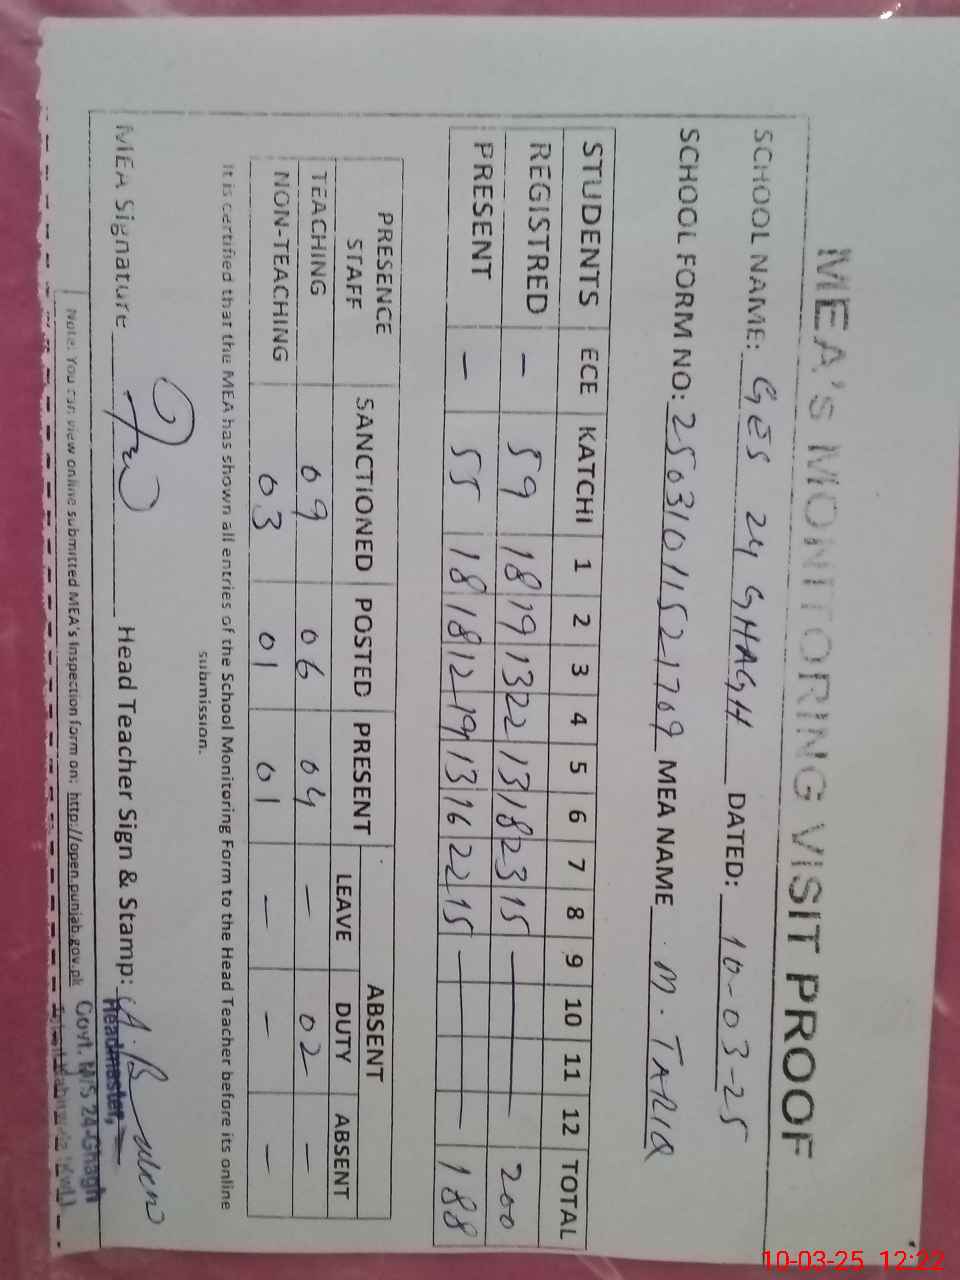 MEA's MONITORING VISIT PROOF
SCHOOL NAME: GES 24 GHAGH DATED: 10-03-25
SCHOOL FORM NO: 25031011521709 MEA NAME M. TARIQ
STUDENTS ECE KATCHI 1 2 3 4 5 6 7 8 9 10 11 12 TOTAL
REGISTRED - 59 18 19 13 22 13 18 23 15 - 200
PRESENT - 55 18 18 12 19 13 16 22 15 - 188
PRESENCE STAFF SANCTIONED POSTED PRESENT ABSENT
LEAVE DUTY ABSENT
TEACHING 09 06 04 - 02 -
NON-TEACHING 03 01 01 - - -
It is certified that the MEA has shown all entries of the School Monitoring Form to the Head Teacher before its online
submission.
MEA Signature Head Teacher Sign & Stamp:
Headmaster,
Govt. M/S 24-Ghagh
Note: You can view online submitted MEA's Inspection form on: http://open.punjab.gov.pk
10-03-25 12:22